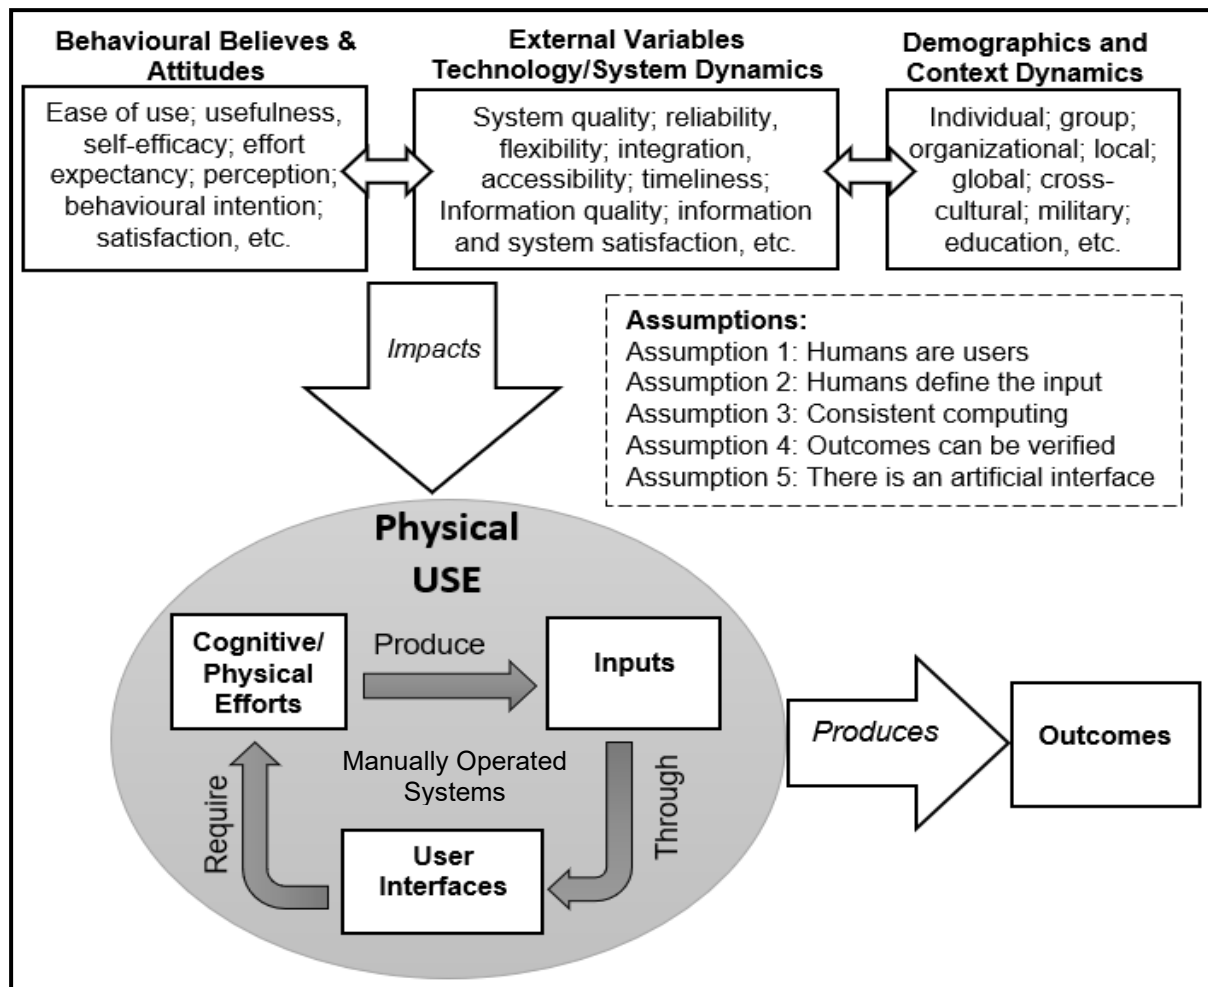 Behavioural Believes &
Attitudes
Ease of use; usefulness,
self-efficacy; effort
expectancy; perception;
behavioural intention;
satisfaction, etc.
External Variables
Technology/System Dynamics
System quality; reliability,
flexibility; integration,
accessibility; timeliness;
Information quality; information
and system satisfaction, etc.
Demographics and
Context Dynamics
Individual; group;
organizational; local;
global; cross-
cultural; military;
education, etc.
Impacts
Assumptions:
Assumption 1: Humans are users
Assumption 2: Humans define the input
Assumption 3: Consistent computing
Assumption 4: Outcomes can be verified
Assumption 5: There is an artificial interface
Physical
USE
Cognitive/
Physical
Efforts
Produce
Inputs
Manually Operated
Systems
Require
Through
User
Interfaces
Produces
Outcomes